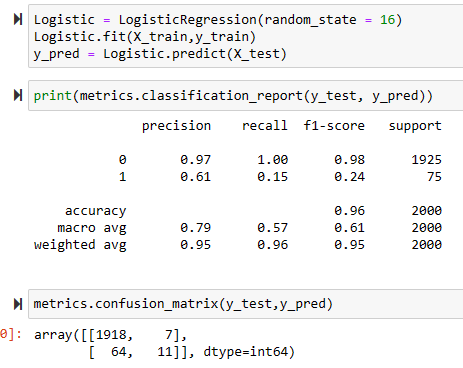 Logistic = LogisticRegression(random_state = 16)
Logistic.fit(X_train,y_train)
y_pred = Logistic.predict(X_test)
print(metrics.classification_report(y_test, y_pred))
precision recall f1-score support
0 0.97 1.00 0.98 1925
1 0.61 0.15 0.24 75
accuracy 0.96 2000
macro avg 0.79 0.57 0.61 2000
weighted avg 0.95 0.96 0.95 2000
metrics.confusion_matrix(y_test,y_pred)
0]: array([[1918, 7],
[ 64, 11]], dtype=int64)